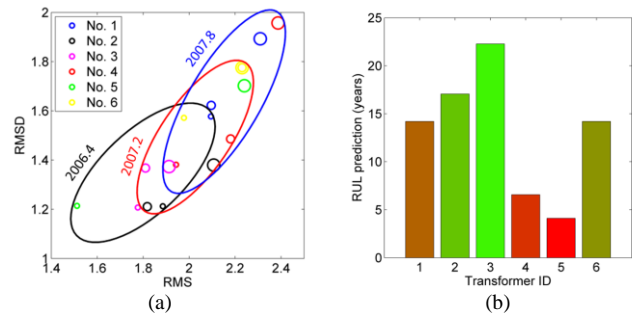 2
1.8
1.6
1.4
1.2
1
RMSD
No. 1
No. 2
No. 3
No. 4
No. 5
No. 6
2006.4
2007.2
2007.8
1.4 1.6 1.8 2 2.2 2.4
RMS
(a)
25
20
15
10
5
0
RUL prediction (years)
1 2 3 4 5 6
Transformer ID
(b)